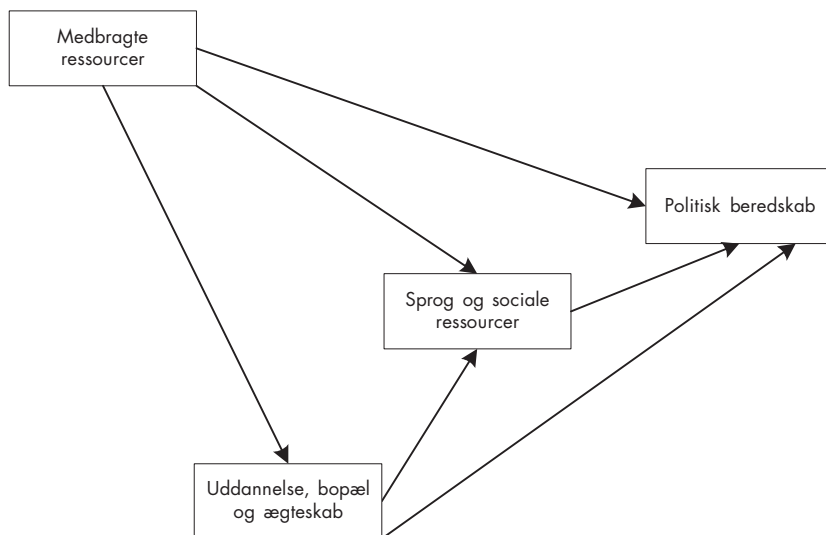 Medbragte
ressourcer
Politisk beredskab
Sprog og sociale
ressourcer
Uddannelse, bopæl
og ægteskab